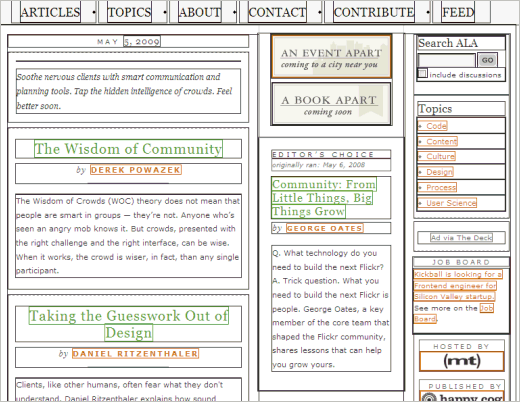 ARTICLES • TOPICS • ABOUT • CONTACT • CONTRIBUTE • FEED
MAY 5, 2009
Soothe nervous clients with smart communication and
planning tools. Tap the hidden intelligence of crowds. Feel
better soon.
The Wisdom of Community
by DEREK POWAZEK
The Wisdom of Crowds (WOC) theory does not mean that
people are smart in groups — they're not. Anyone who's
seen an angry mob knows it. But crowds, presented with
the right challenge and the right interface, can be wise.
When it works, the crowd is wiser, in fact, than any single
participant.
Taking the Guesswork Out of
Design
by DANIEL RITZENTHALER
Clients, like other humans, often fear what they don't
understand. Daniel Ritzenthaler explains how sound
AN EVENT APART
coming to a city near you
A BOOK APART
coming soon
EDITOR'S CHOICE
originally ran: May 6, 2008
Community: From
Little Things, Big
Things Grow
by GEORGE OATES
Q. What technology do you
need to build the next Flickr?
A. Trick question. What you
need to build the next Flickr is
people. George Oates, a key
member of the core team that
shaped the Flickr community,
shares lessons that can help
you grow yours.
Search ALA
GO
include discussions
Topics
• Code
• Content
• Culture
• Design
• Process
• User Science
Ad via The Deck
JOB BOARD
Kickball is looking for a
Frontend engineer for
Silicon Valley startup.
See more on the Job
Board.
HOSTED BY
(mt)
PUBLISHED BY
happy cog